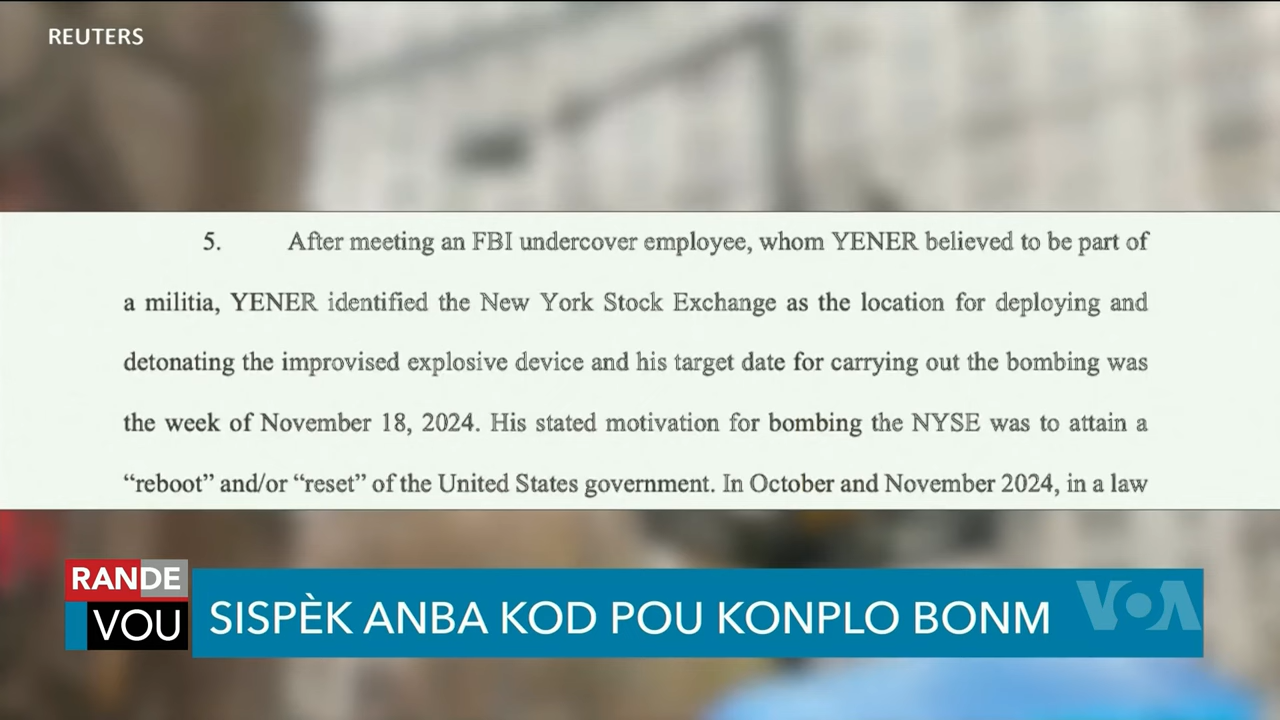 REUTERS
5. After meeting an FBI undercover employee, whom YENER believed to be part of
a militia, YENER identified the New York Stock Exchange as the location for deploying and
detonating the improvised explosive device and his target date for carrying out the bombing was
the week of November 18, 2024. His stated motivation for bombing the NYSE was to attain a
“reboot” and/or “reset” of the United States government. In October and November 2024, in a law
RANDE
VOU
SISPÈK ANBA KOD POU KONPLO BONM
VOA